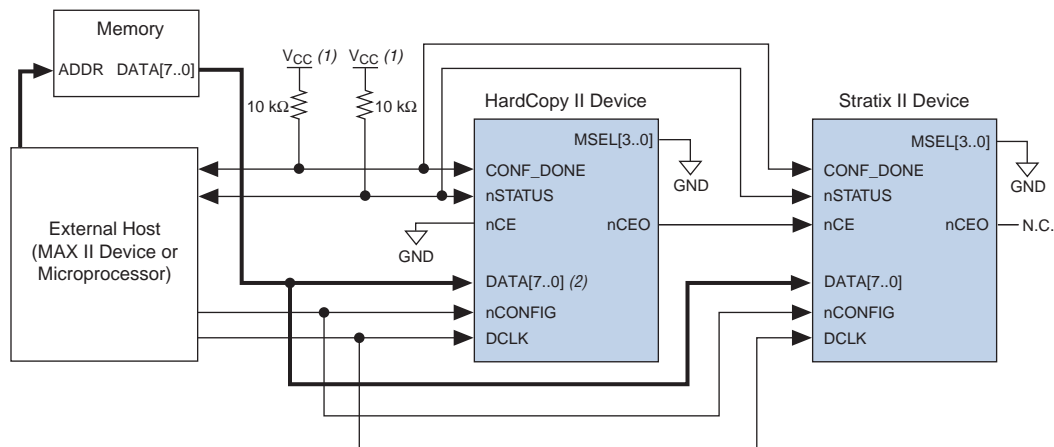 Memory
ADDR DATA[7..0]
VCC (1)
VCC (1)
10 kΩ
10 kΩ
HardCopy II Device
Stratix II Device
MSEL[3..0]
MSEL[3..0]
GND
GND
CONF_DONE
nSTATUS
nCE
nCEO
GND
DATA[7..0] (2)
nCONFIG
DCLK
CONF_DONE
nSTATUS
nCE
nCEO
N.C.
DATA[7..0]
nCONFIG
DCLK
External Host
(MAX II Device or
Microprocessor)